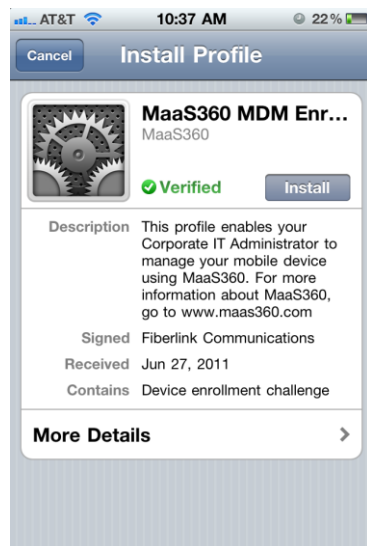 AT&T 10:37 AM 22%
Cancel Install Profile
MaaS360 MDM Enr...
MaaS360
Verified Install
Description This profile enables your
Corporate IT Administrator to
manage your mobile device
using MaaS360. For more
information about MaaS360,
go to www.maas360.com
Signed Fiberlink Communications
Received Jun 27, 2011
Contains Device enrollment challenge
More Details